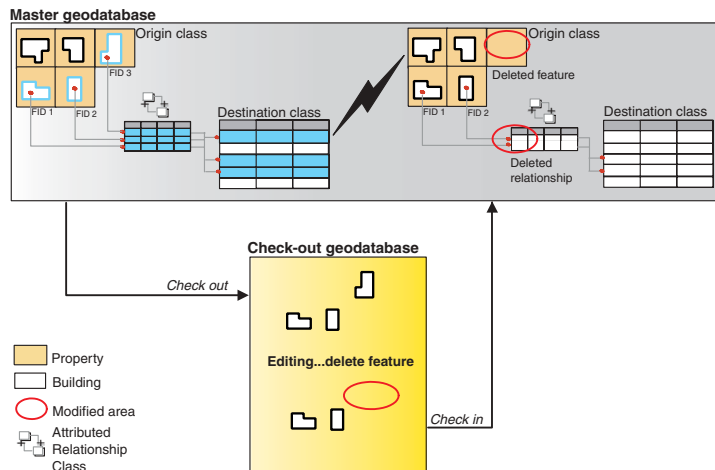 Master geodatabase
Origin class
FID 3
FID 1
FID 2
Destination class
Origin class
Deleted feature
FID 1
FID 2
Destination class
Deleted
relationship
Check-out geodatabase
Check out
Editing...delete feature
Check in
Property
Building
Modified area
Attributed
Relationship
Class